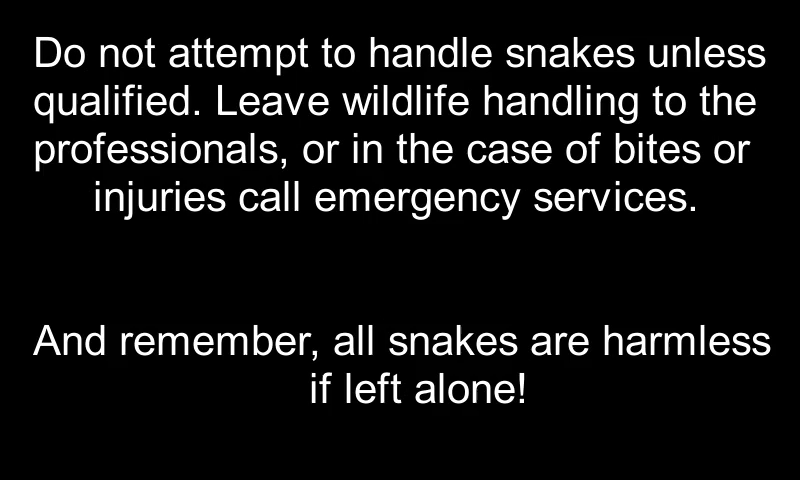 Do not attempt to handle snakes unless
qualified. Leave wildlife handling to the
professionals, or in the case of bites or
injuries call emergency services.
And remember, all snakes are harmless
if left alone!